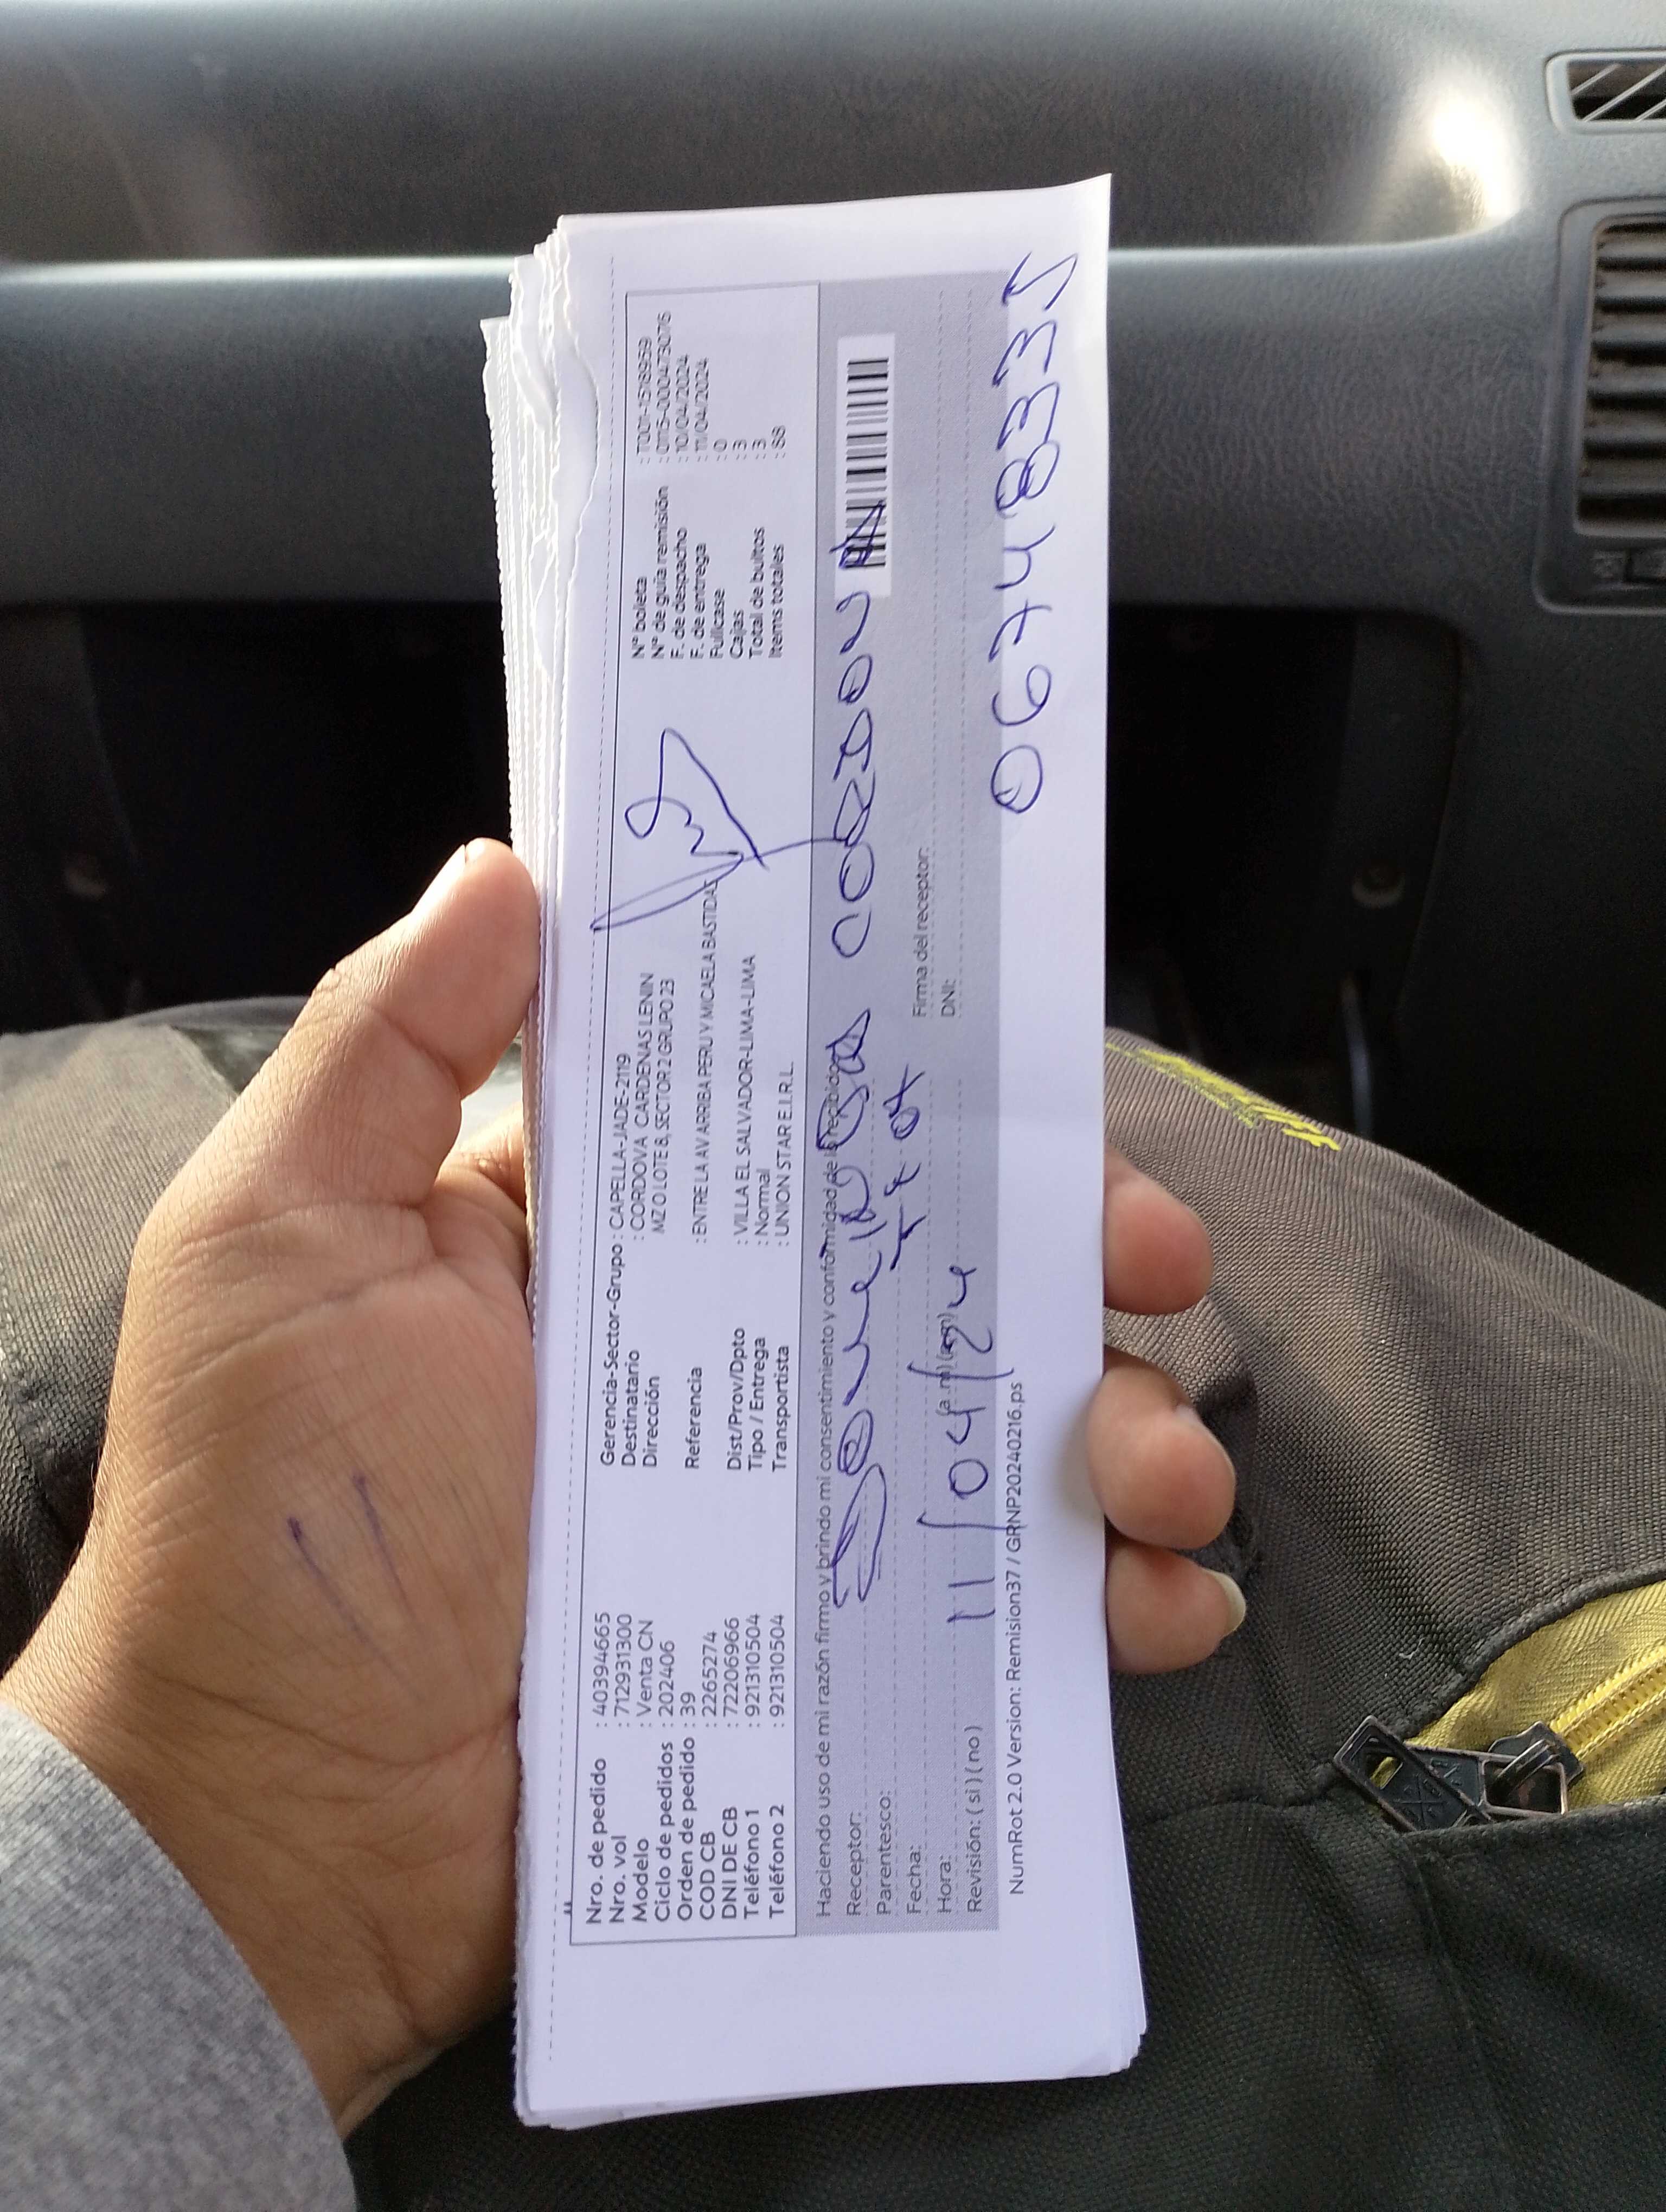 Nro. de pedido : 40394665
Nro. vol : 712931300
Modelo : Venta CN
Ciclo de pedidos : 202406
Orden de pedido : 39
COD CB : 2265274
DNI DE CB : 72206966
Teléfono 1 : 921310504
Teléfono 2 : 921310504
Gerencia-Sector-Grupo : CAPELLA-JADE-2119
Destinatario : CORDOVA CARDENAS LENIN
Dirección MZ O LOTE 8, SECTOR 2 GRUPO 23
Referencia : ENTRE LA AV ARRIBA PERU Y MICAELA BASTIDAS
Dist/Prov/Dpto : VILLA EL SALVADOR-LIMA-LIMA
Tipo / Entrega : Normal
Transportista : UNION STAR E.I.R.L.
N° boleta
N° de guía remisión : 0115-000473076
F. de despacho : 10/04/2024
F. de entrega : 11/04/2024
Fullcase : 0
Cajas : 3
Total de bultos : 3
Items totales
Haciendo uso de mi razón firmo y brindo mi consentimiento y conformidad de lo recibido
Receptor:
Parentesco:
Fecha: 11/04/24
Hora: (a.m)
Revisión: ( si ) ( no )
Firma del receptor:
DNI: 06748335
NumRot 2.0 Version: Remision37 / GRNP20240216.ps